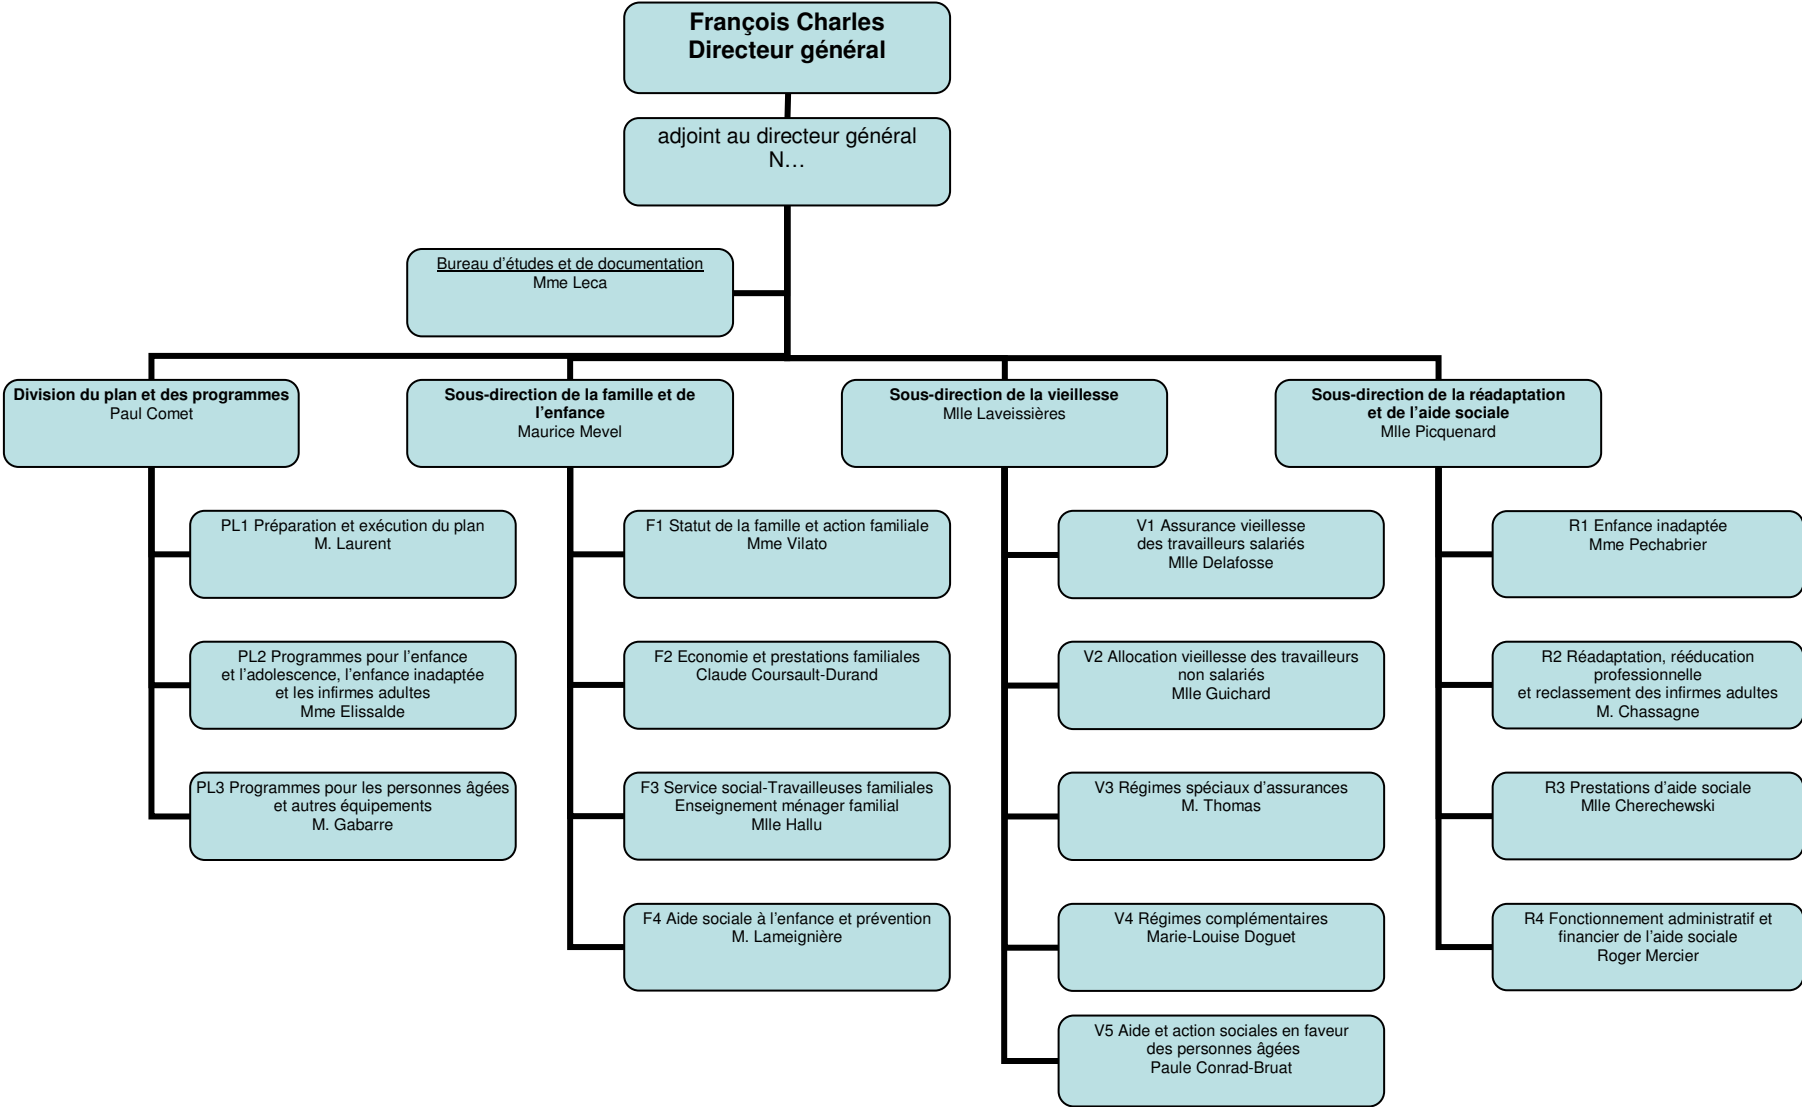 François Charles
Directeur général
adjoint au directeur général
N…
Bureau d'études et de documentation
Mme Leca
Division du plan et des programmes
Paul Comet
Sous-direction de la famille et de
l'enfance
Maurice Mevel
Sous-direction de la vieillesse
Mlle Laveissières
Sous-direction de la réadaptation
et de l'aide sociale
Mlle Picquenard
PL1 Préparation et exécution du plan
M. Laurent
PL2 Programmes pour l'enfance
et l'adolescence, l'enfance inadaptée
et les infirmes adultes
Mme Elissalde
PL3 Programmes pour les personnes âgées
et autres équipements
M. Gabarre
F1 Statut de la famille et action familiale
Mme Vilato
F2 Economie et prestations familiales
Claude Coursault-Durand
F3 Service social-Travailleuses familiales
Enseignement ménager familial
Mlle Hallu
F4 Aide sociale à l'enfance et prévention
M. Lameignère
V1 Assurance vieillesse
des travailleurs salariés
Mlle Delafosse
V2 Allocation vieillesse des travailleurs
non salariés
Mlle Guichard
V3 Régimes spéciaux d'assurances
M. Thomas
V4 Régimes complémentaires
Marie-Louise Doguet
V5 Aide et action sociales en faveur
des personnes âgées
Paule Conrad-Bruat
R1 Enfance inadaptée
Mme Pechabrier
R2 Réadaptation, rééducation
professionnelle
et reclassement des infirmes adultes
M. Chassagne
R3 Prestations d'aide sociale
Mlle Cherechewski
R4 Fonctionnement administratif et
financier de l'aide sociale
Roger Mercier